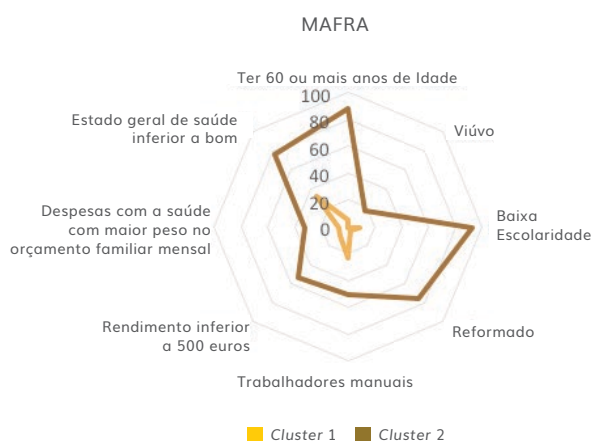 MAFRA
Ter 60 ou mais anos de Idade
Viúvo
Baixa
Escolaridade
Reformado
Trabalhadores manuais
Rendimento inferior
a 500 euros
Despesas com a saúde
com maior peso no
orçamento familiar mensal
Estado geral de saúde
inferior a bom
100
80
60
40
20
0
Cluster 1
Cluster 2